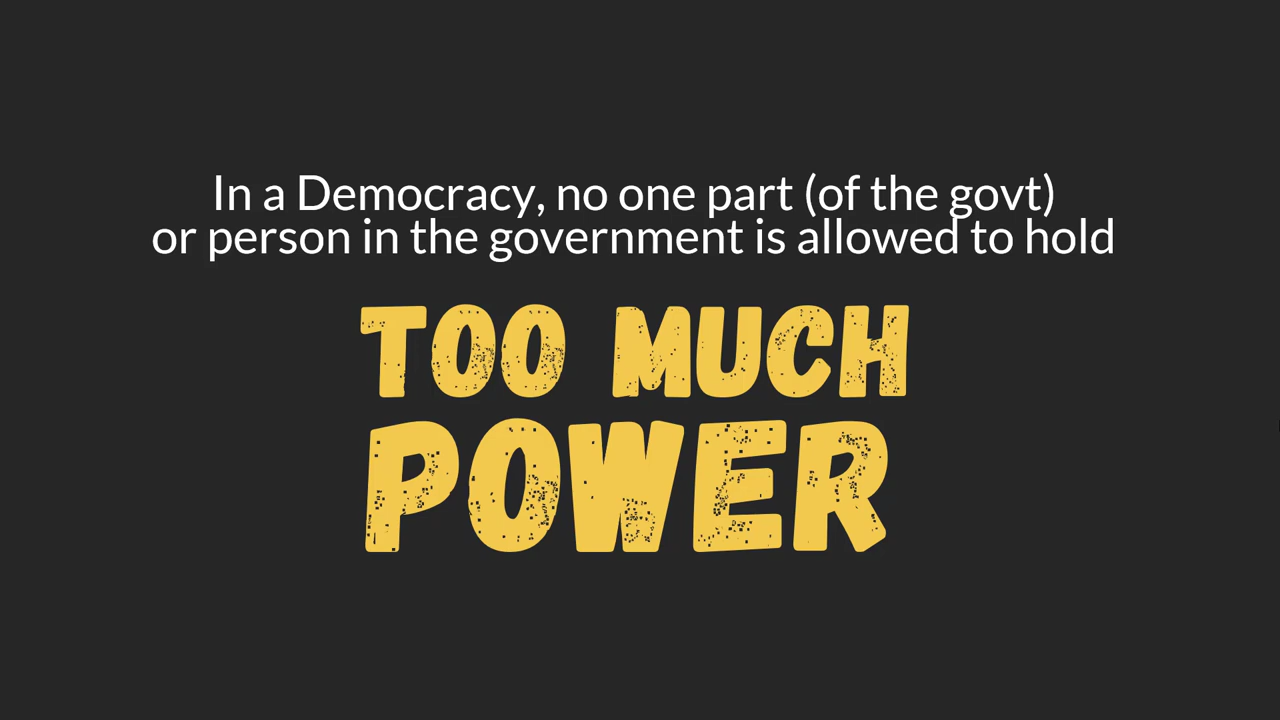 In a Democracy, no one part (of the govt)
or person in the government is allowed to hold
TOO MUCH
POWER